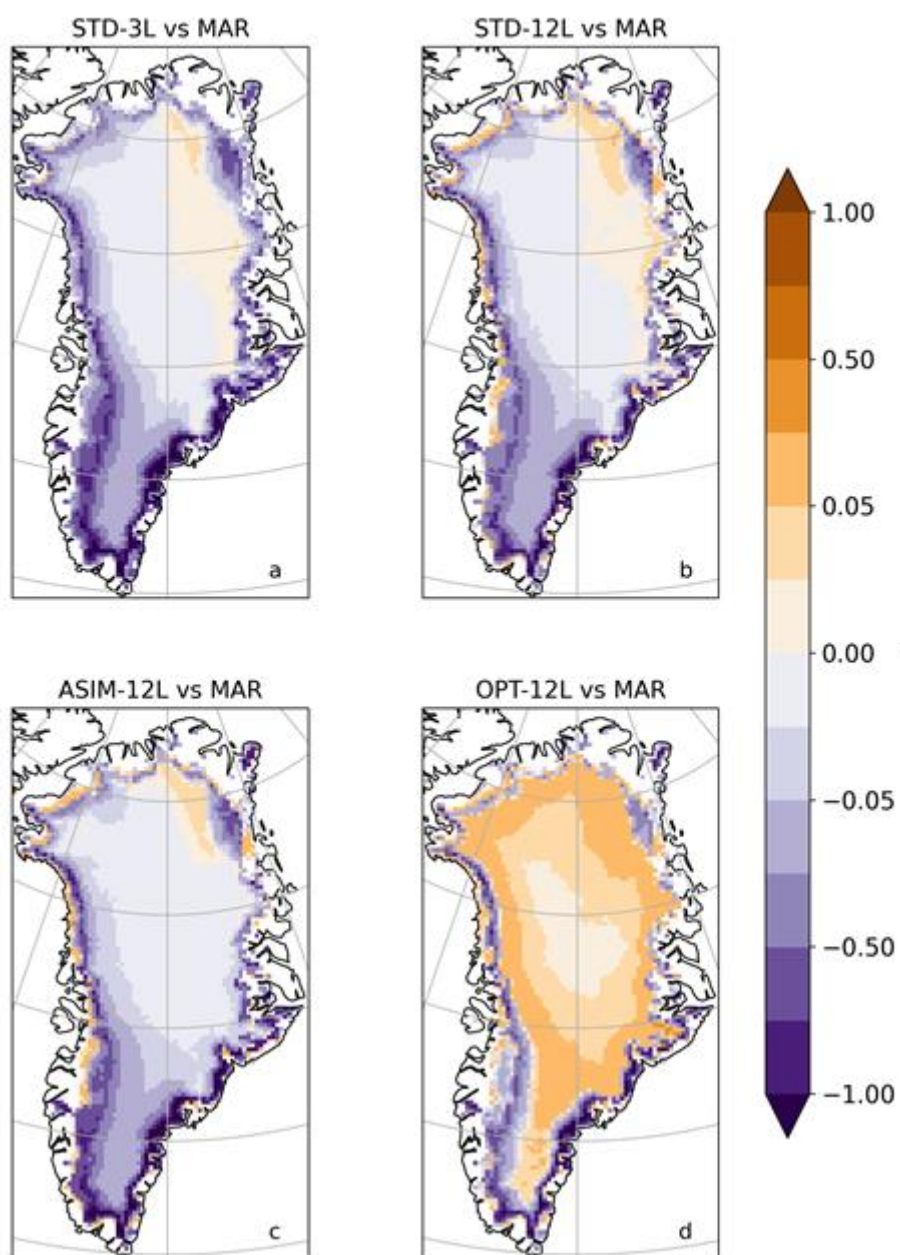 STD-3L vs MAR
STD-12L vs MAR
a
b
1.00
0.50
0.05
0.00
−0.05
−0.50
−1.00
ASIM-12L vs MAR
OPT-12L vs MAR
c
d